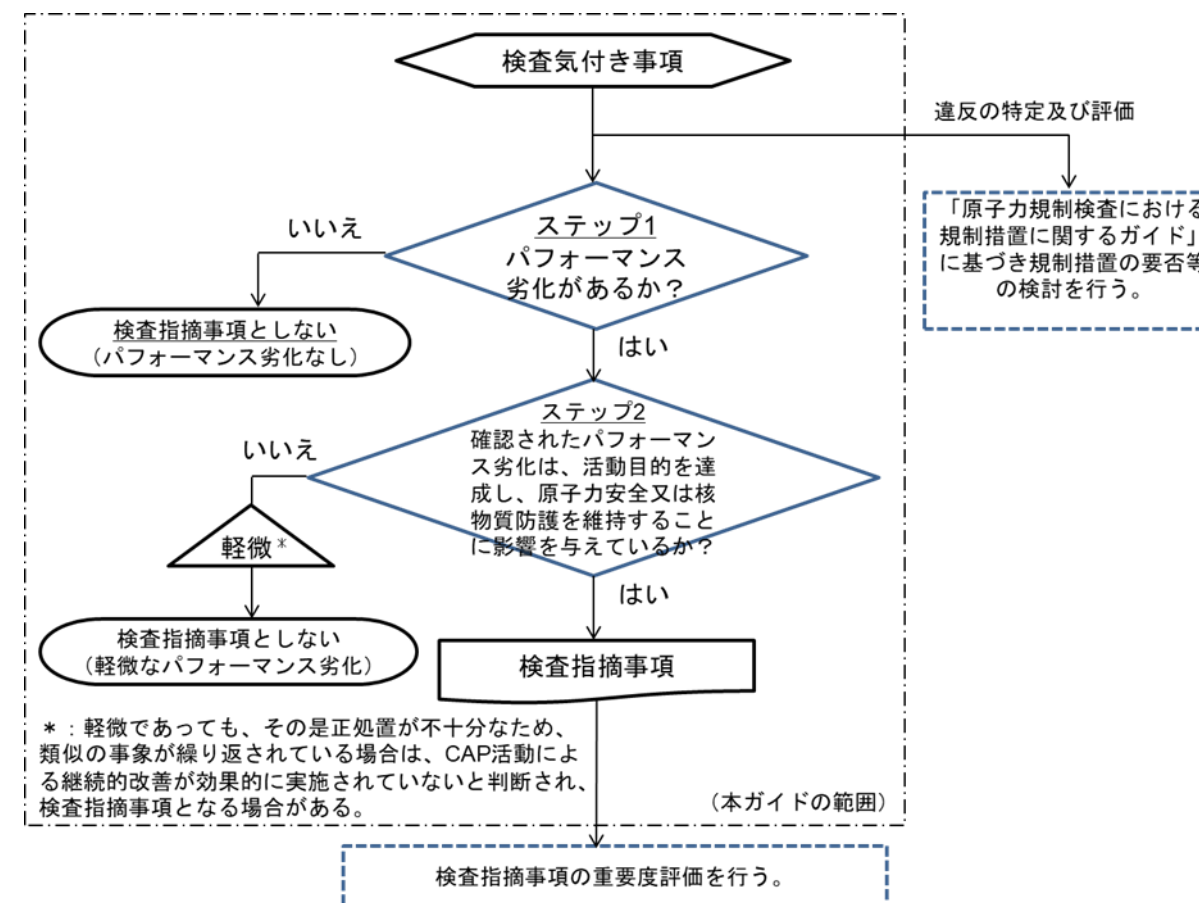 検査気付き事項
違反の特定及び評価
「原子力規制検査における
規制措置に関するガイド」
に基づき規制措置の要否等
の検討を行う。
ステップ1
パフォーマンス
劣化があるか？
いいえ
検査指摘事項としない
（パフォーマンス劣化なし）
はい
ステップ2
確認されたパフォーマン
ス劣化は、活動目的を達
成し、原子力安全又は核
物質防護を維持すること
に影響を与えているか？
いいえ
軽微*
検査指摘事項としない
（軽微なパフォーマンス劣化）
はい
検査指摘事項
＊：軽微であっても、その是正処置が不十分なため、
類似の事象が繰り返されている場合は、CAP活動によ
る継続的改善が効果的に実施されていないと判断され、
検査指摘事項となる場合がある。
（本ガイドの範囲）
検査指摘事項の重要度評価を行う。